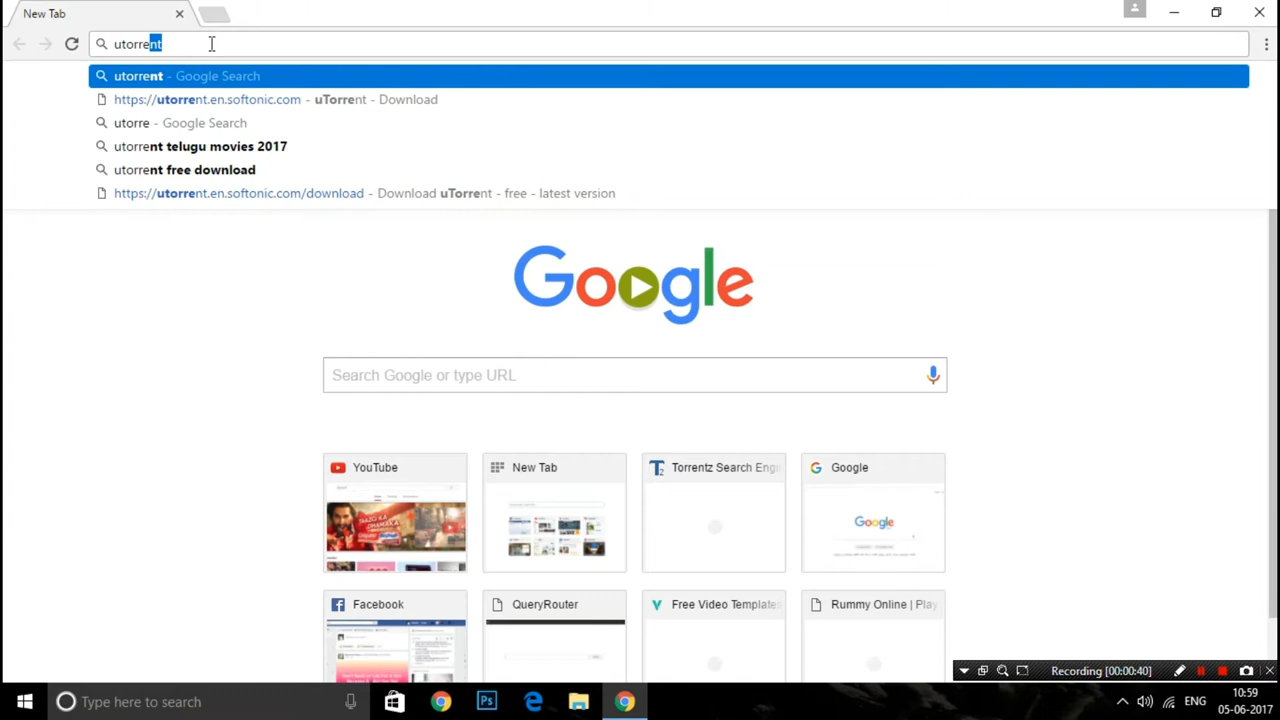 New Tab
utorrent
utorrent - Google Search
https://utorrent.en.softonic.com - uTorrent - Download
utorre - Google Search
utorrent telugu movies 2017
utorrent free download
https://utorrent.en.softonic.com/download - Download uTorrent - free - latest version
Google
Search Google or type URL
YouTube
New Tab
Torrentz Search Engi
Google
Google
Facebook
QueryRouter
Free Video Templates
Rummy Online | Play
Recording [00:00:40]
Type here to search
ENG
10:59
05-06-2017